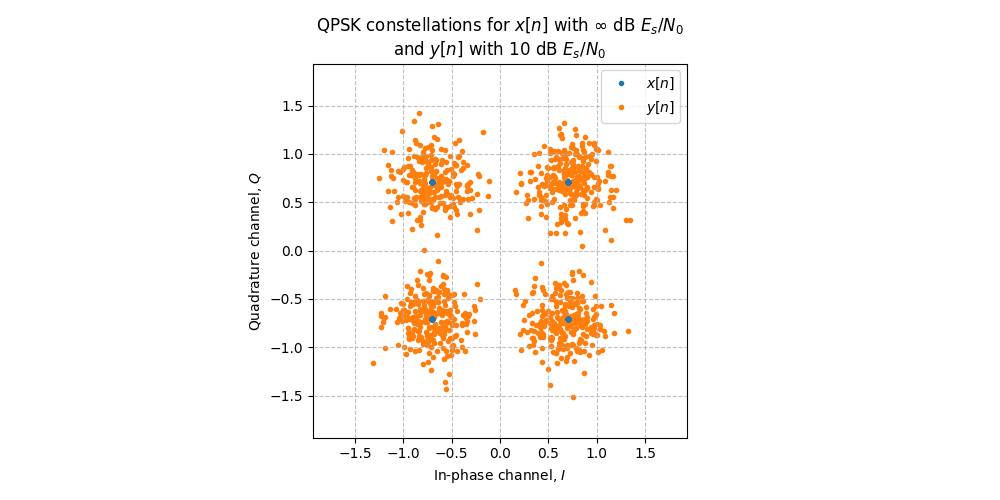 QPSK constellations for x[n] with ∞ dB Es/N0
and y[n] with 10 dB Es/N0
x[n]
y[n]
Quadrature channel, Q
1.5
1.0
0.5
0.0
−0.5
−1.0
−1.5
−1.5 −1.0 −0.5 0.0 0.5 1.0 1.5
In-phase channel, I